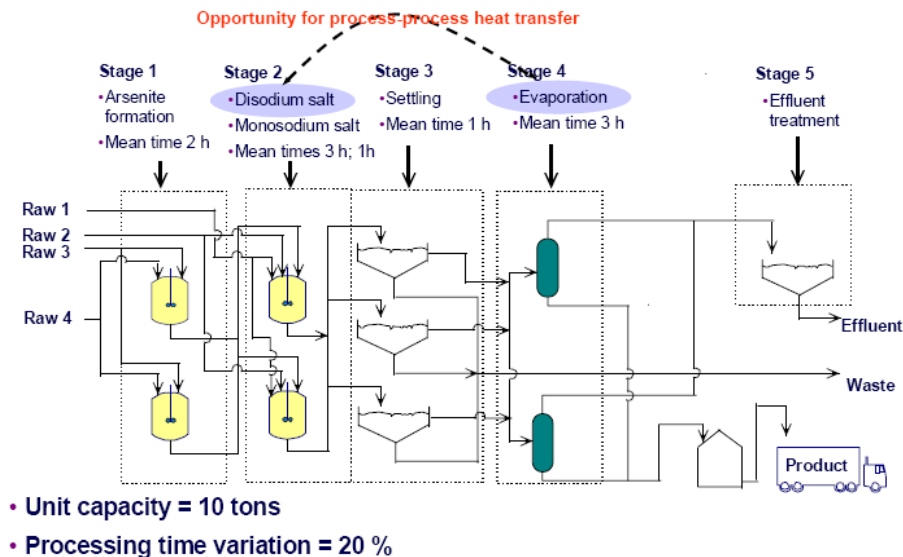 Opportunity for process-process heat transfer
Stage 1
•Arsenite
formation
•Mean time 2 h
Stage 2
•Disodium salt
•Monosodium salt
•Mean times 3 h; 1h
Stage 3
•Settling
•Mean time 1 h
Stage 4
•Evaporation
•Mean time 3 h
Stage 5
•Effluent
treatment
Raw 1
Raw 2
Raw 3
Raw 4
Effluent
Waste
Product
• Unit capacity = 10 tons
• Processing time variation = 20 %